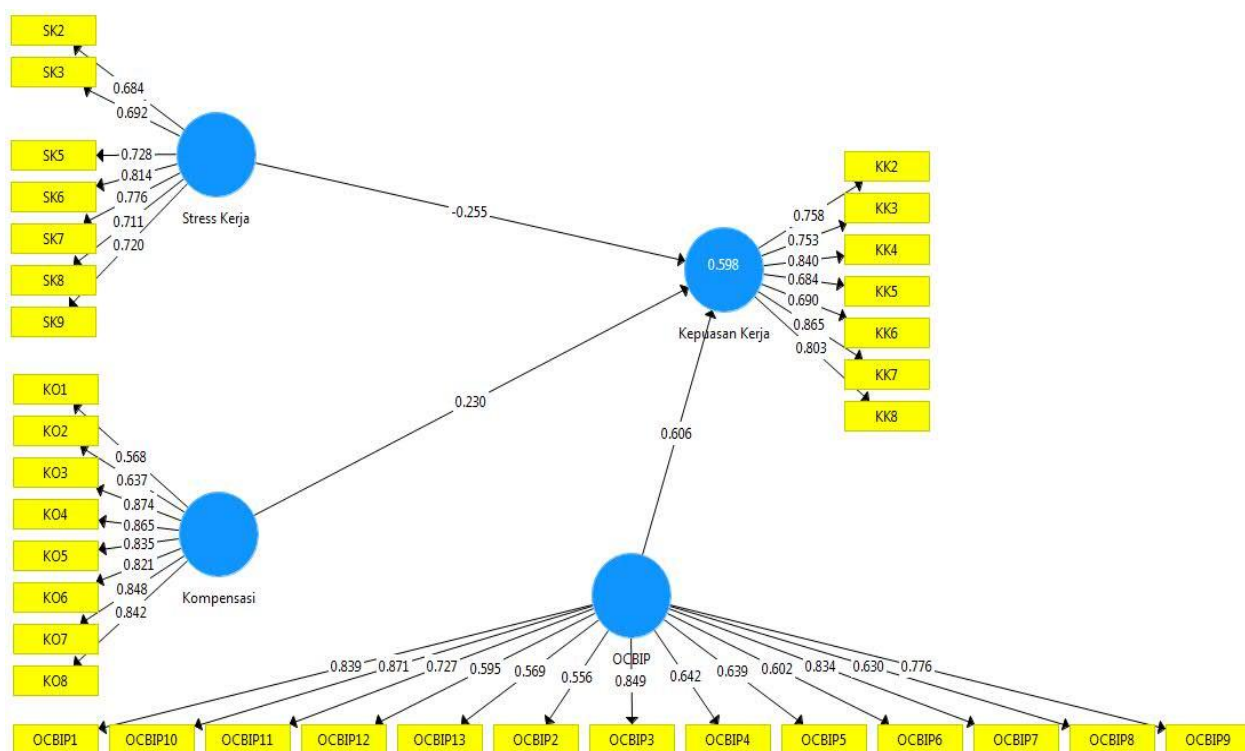 SK2
SK3
SK5
SK6
SK7
SK8
SK9
0.684
0.692
0.728
0.814
0.776
0.711
0.720
Stress Kerja
-0.255
KK2
KK3
KK4
KK5
KK6
KK7
KK8
0.758
0.753
0.840
0.684
0.690
0.865
0.803
0.598
Kepuasan Kerja
KO1
KO2
KO3
KO4
KO5
KO6
KO7
KO8
0.568
0.637
0.874
0.865
0.835
0.821
0.848
0.842
Kompensasi
0.230
0.606
OCBIP
0.839
0.871
0.727
0.595
0.569
0.556
0.849
0.642
0.639
0.602
0.834
0.630
0.776
OCBIP1
OCBIP10
OCBIP11
OCBIP12
OCBIP13
OCBIP2
OCBIP3
OCBIP4
OCBIP5
OCBIP6
OCBIP7
OCBIP8
OCBIP9